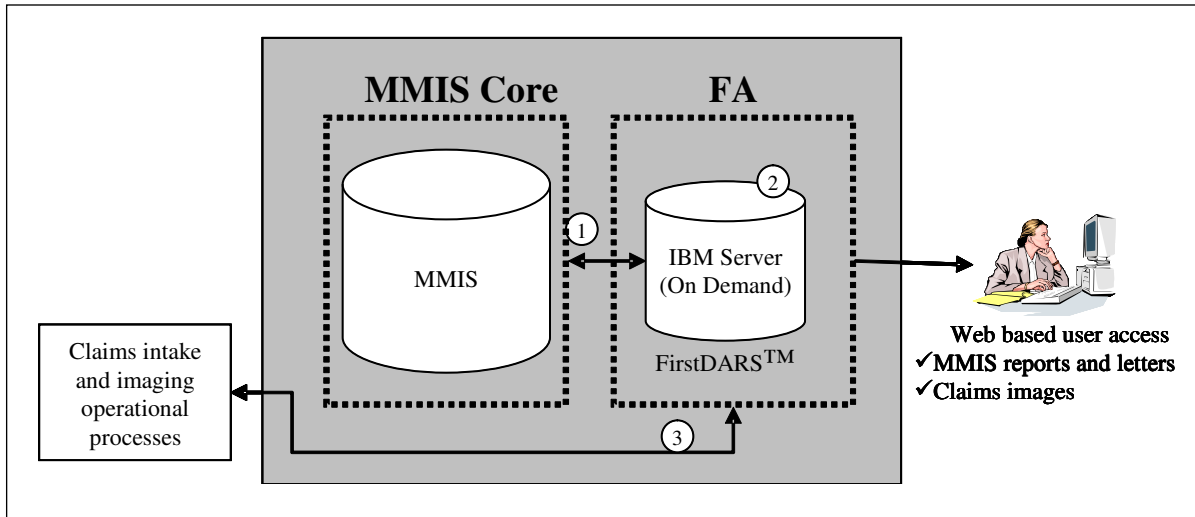 MMIS Core
FA
2
1
IBM Server
(On Demand)
MMIS
FirstDARS™
Claims intake
and imaging
operational
processes
3
Web based user access
✓MMIS reports and letters
✓Claims images